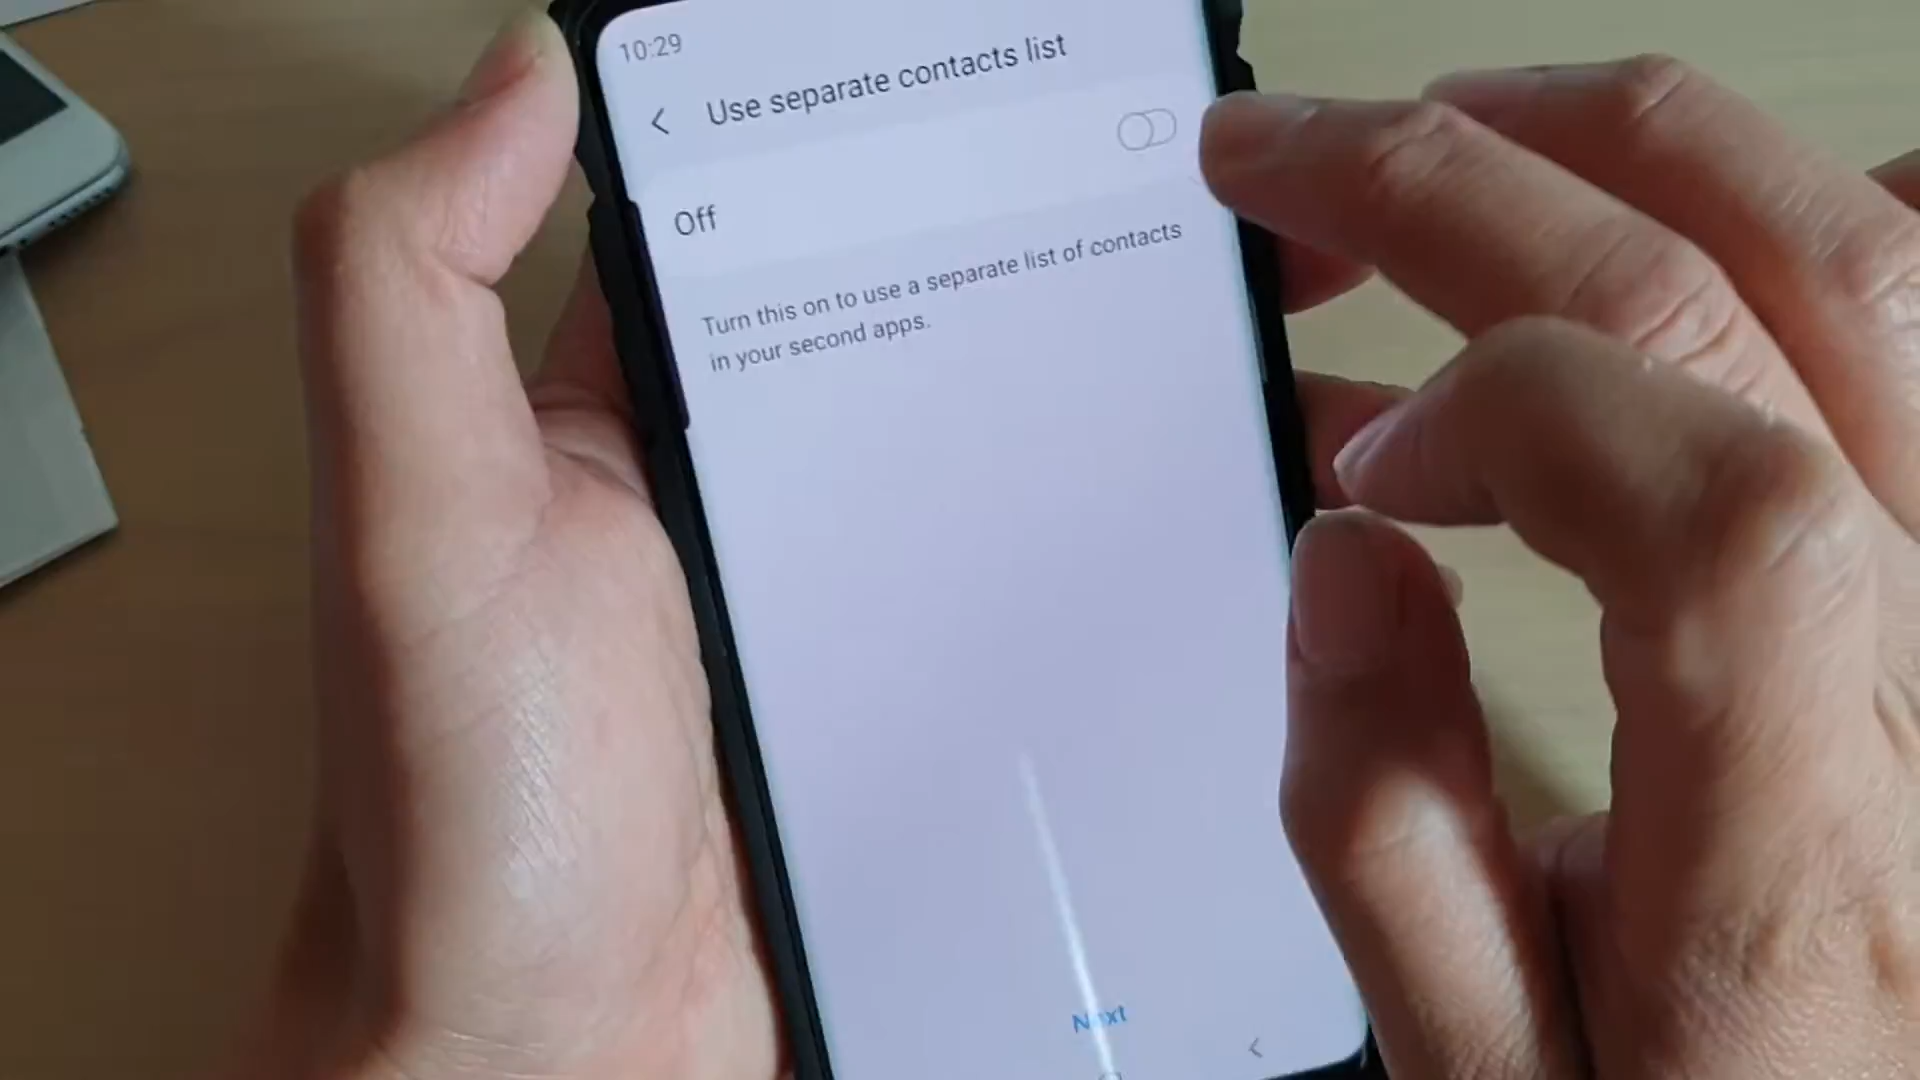 10:29
Use separate contacts list
Off
Turn this on to use a separate list of contacts
in your second apps.
Next